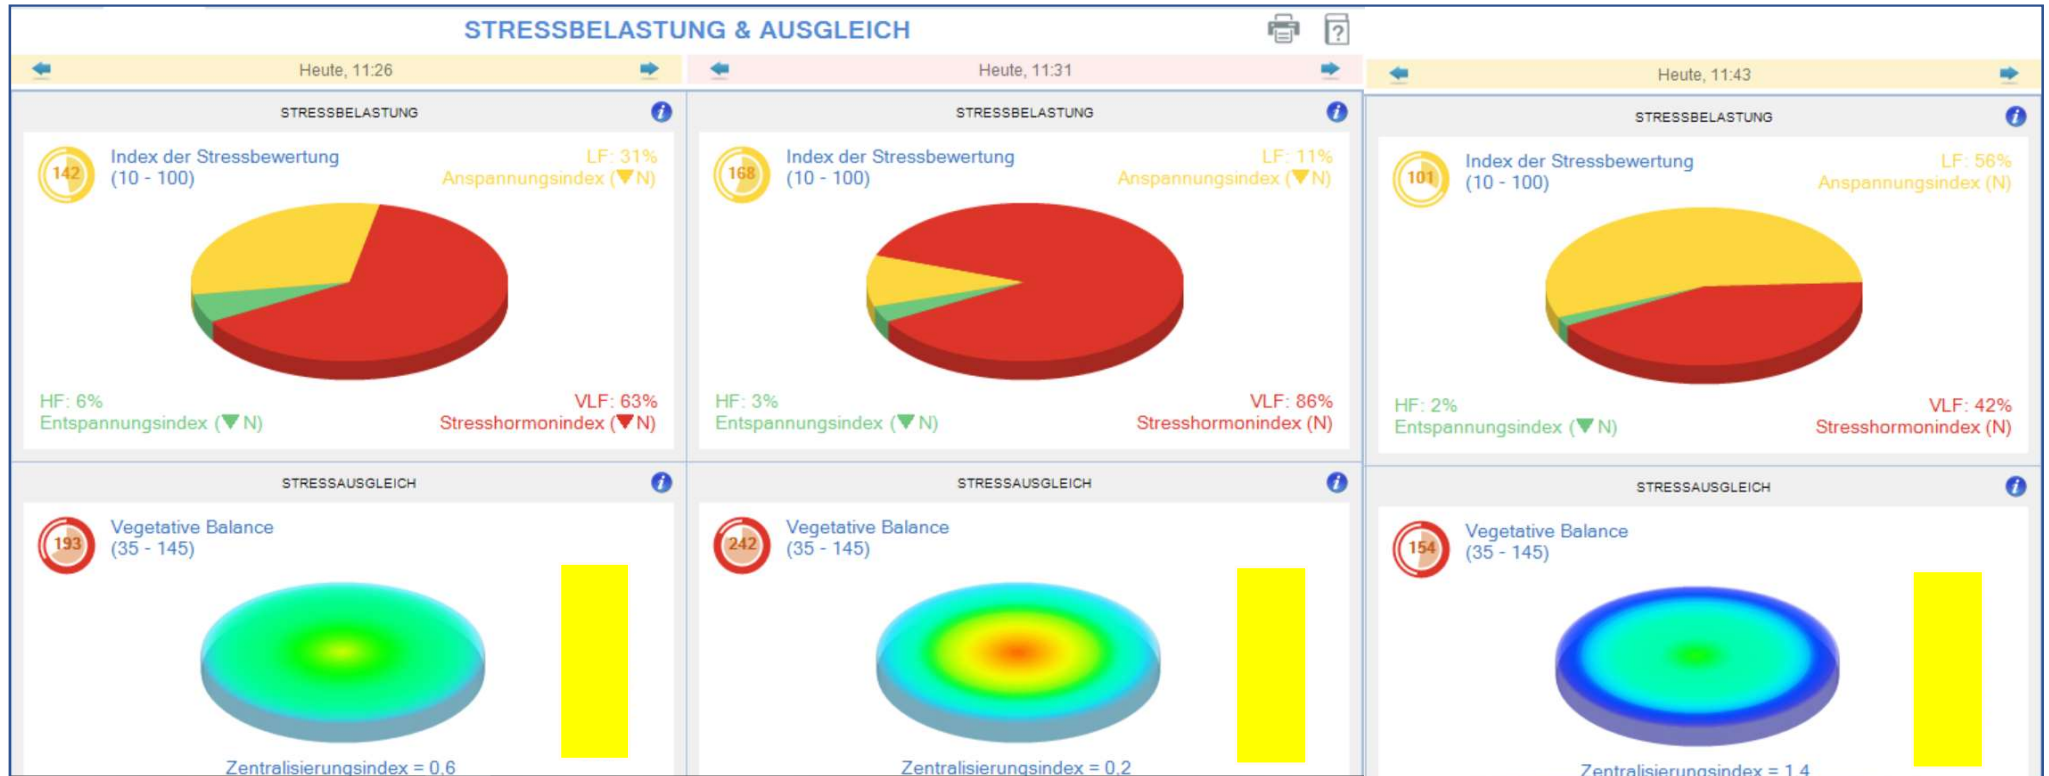 STRESSBELASTUNG & AUSGLEICH
Heute, 11:26
STRESSBELASTUNG
142
Index der Stressbewertung
(10 - 100)
LF: 31%
Anspannungsindex (▼N)
HF: 6%
Entspannungsindex (▼N)
VLF: 63%
Stresshormonindex (▼N)
STRESSAUSGLEICH
193
Vegetative Balance
(35 - 145)
Zentralisierungsindex = 0,6
Heute, 11:31
STRESSBELASTUNG
168
Index der Stressbewertung
(10 - 100)
LF: 11%
Anspannungsindex (▼N)
HF: 3%
Entspannungsindex (▼N)
VLF: 86%
Stresshormonindex (N)
STRESSAUSGLEICH
242
Vegetative Balance
(35 - 145)
Zentralisierungsindex = 0,2
Heute, 11:43
STRESSBELASTUNG
101
Index der Stressbewertung
(10 - 100)
LF: 56%
Anspannungsindex (N)
HF: 2%
Entspannungsindex (▼N)
VLF: 42%
Stresshormonindex (N)
STRESSAUSGLEICH
154
Vegetative Balance
(35 - 145)
Zentralisierungsindex = 1,4